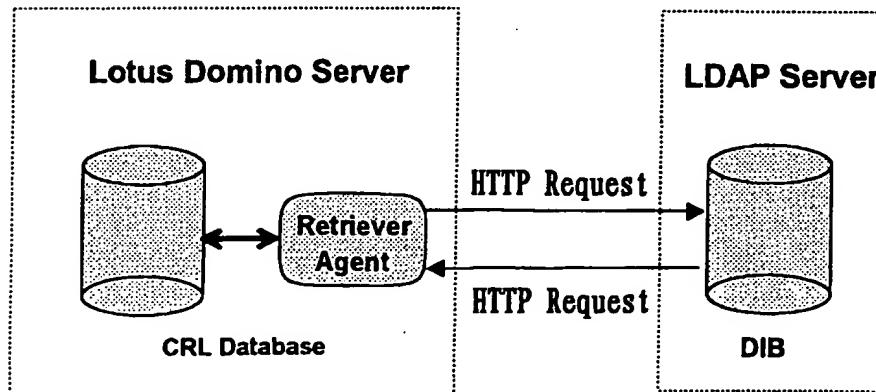 Lotus Domino Server
LDAP Server
HTTP Request
Retriever
Agent
HTTP Request
CRL Database
DIB